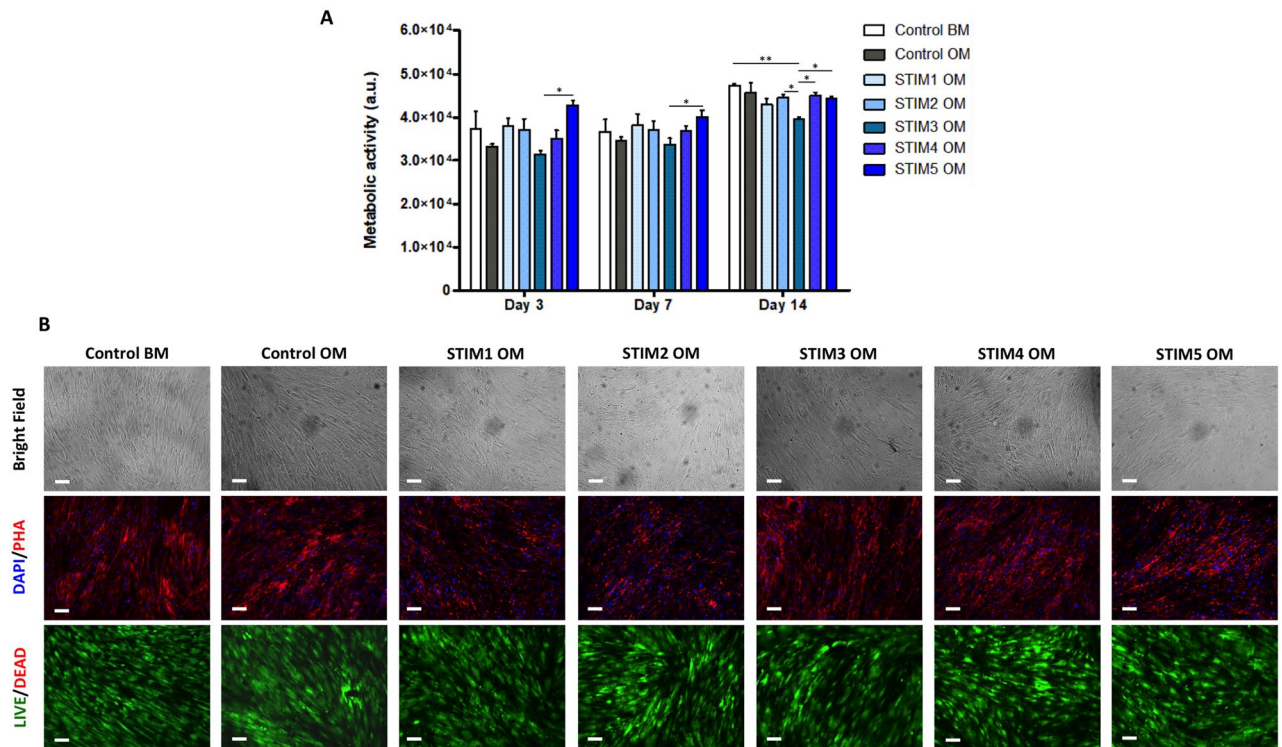 A
Metabolic activity (a.u.)
6.0×10⁴
5.0×10⁴
4.0×10⁴
3.0×10⁴
2.0×10⁴
1.0×10⁴
0
*
*
**
*
*
*
Day 3
Day 7
Day 14
Control BM
Control OM
STIM1 OM
STIM2 OM
STIM3 OM
STIM4 OM
STIM5 OM
B
Control BM
Control OM
STIM1 OM
STIM2 OM
STIM3 OM
STIM4 OM
STIM5 OM
Bright Field
DAPI/PHA
LIVE/DEAD